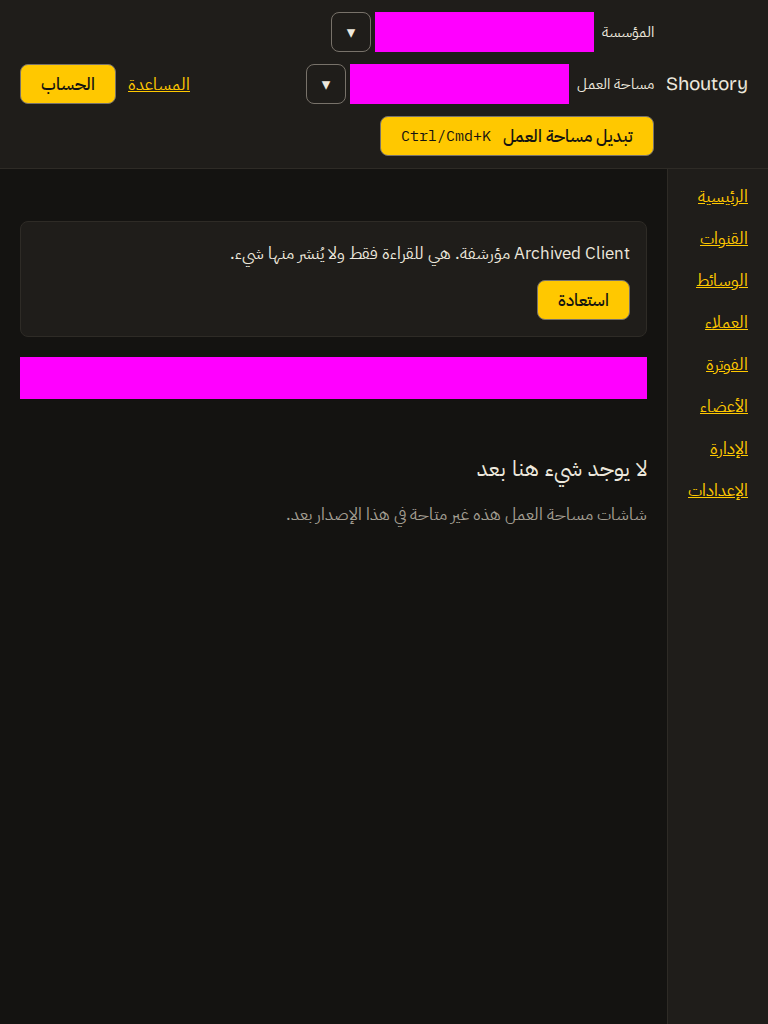 المؤسسة
▼
Shoutory
مساحة العمل
▼
المساعدة
الحساب
تبديل مساحة العمل Ctrl/Cmd+K
الرئيسية
القنوات
الوسائط
العملاء
الفوترة
الأعضاء
الإدارة
الإعدادات
Archived Client مؤرشفة. هي للقراءة فقط ولا يُنشر منها شيء.
استعادة
لا يوجد شيء هنا بعد
شاشات مساحة العمل هذه غير متاحة في هذا الإصدار بعد.